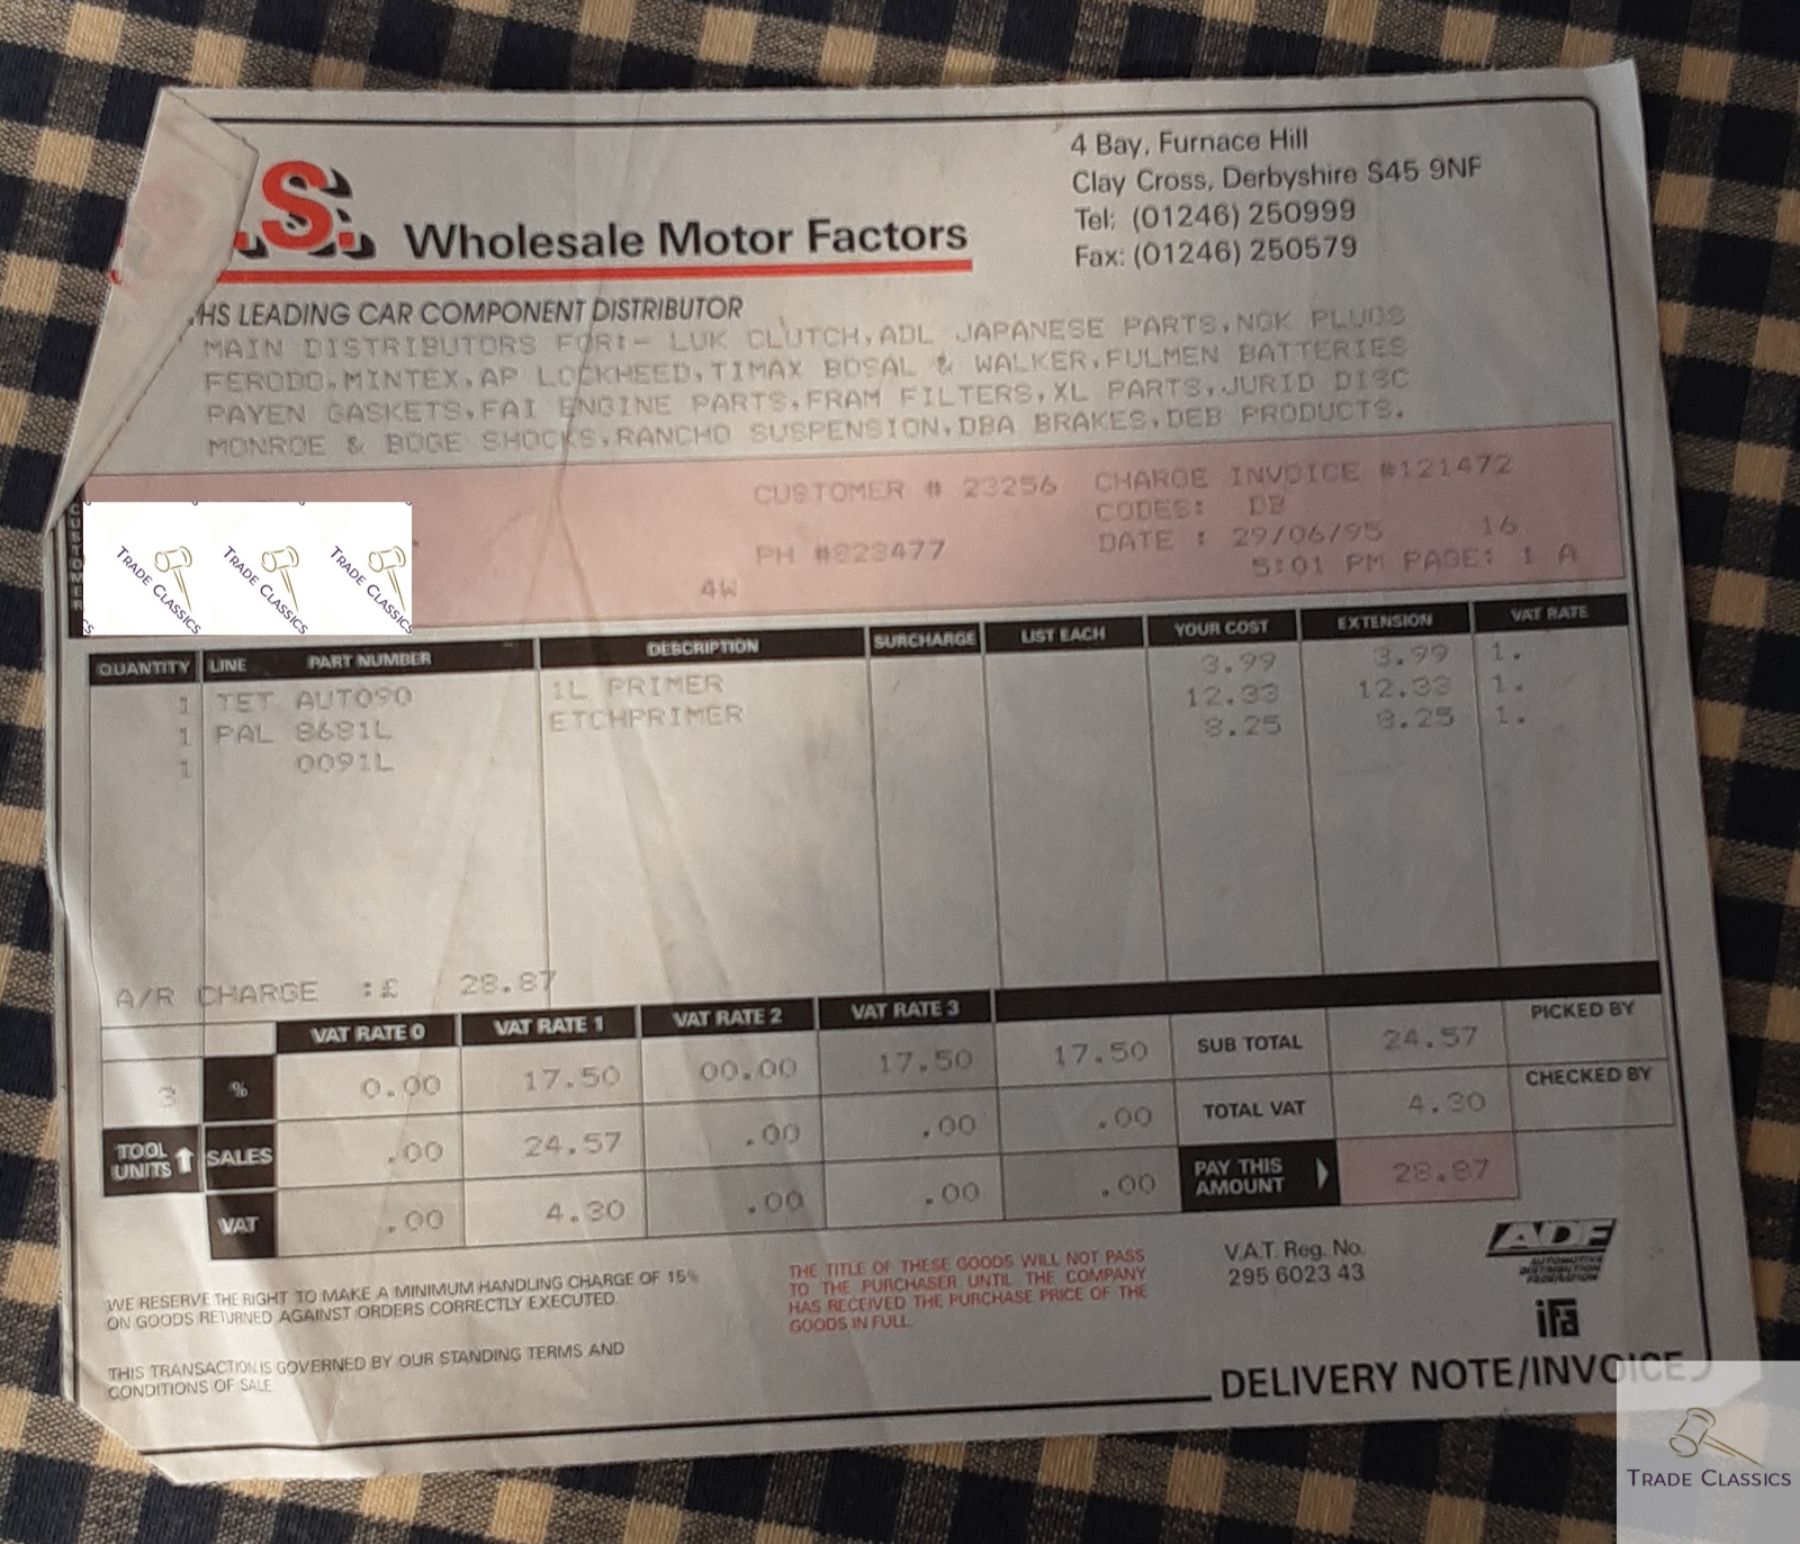 .S. Wholesale Motor Factors
4 Bay, Furnace Hill
Clay Cross, Derbyshire S45 9NF
Tel: (01246) 250999
Fax: (01246) 250579
HS LEADING CAR COMPONENT DISTRIBUTOR
MAIN DISTRIBUTORS FOR:- LUK CLUTCH,ADL JAPANESE PARTS,NGK PLUGS
FERODO,MINTEX,AP LOCKHEED,TIMAX BOSAL & WALKER,FULMEN BATTERIES
PAYEN GASKETS,FAI ENGINE PARTS,FRAM FILTERS,XL PARTS,JURID DISC
MONROE & BOGE SHOCKS,RANCHO SUSPENSION,DBA BRAKES,DEB PRODUCTS.
CUSTOMER
TRADE CLASSICS TRADE CLASSICS TRADE CLASSICS
CUSTOMER # 23256 CHARGE INVOICE #121472
CODES: DB
PH #823477 DATE : 29/06/95 16
4W 5:01 PM PAGE: 1 A
QUANTITY LINE PART NUMBER DESCRIPTION SURCHARGE LIST EACH YOUR COST EXTENSION VAT RATE
1 TET AUTO90 1L PRIMER 3.99 3.99 1.
1 PAL 8681L ETCHPRIMER 12.33 12.33 1.
1 0091L 8.25 8.25 1.
A/R CHARGE :£ 28.87
VAT RATE 0 VAT RATE 1 VAT RATE 2 VAT RATE 3 PICKED BY
3 % 0.00 17.50 00.00 17.50 17.50 SUB TOTAL 24.57
CHECKED BY
TOOL UNITS SALES .00 24.57 .00 .00 .00 TOTAL VAT 4.30
VAT .00 4.30 .00 .00 .00 PAY THIS AMOUNT 28.87
WE RESERVE THE RIGHT TO MAKE A MINIMUM HANDLING CHARGE OF 15%
ON GOODS RETURNED AGAINST ORDERS CORRECTLY EXECUTED
THIS TRANSACTION IS GOVERNED BY OUR STANDING TERMS AND
CONDITIONS OF SALE
THE TITLE OF THESE GOODS WILL NOT PASS
TO THE PURCHASER UNTIL THE COMPANY
HAS RECEIVED THE PURCHASE PRICE OF THE
GOODS IN FULL
V.A.T. Reg. No.
295 6023 43
ADF
AUTOMOTIVE
DISTRIBUTION
FEDERATION
ifa
DELIVERY NOTE/INVOICE
TRADE CLASSICS